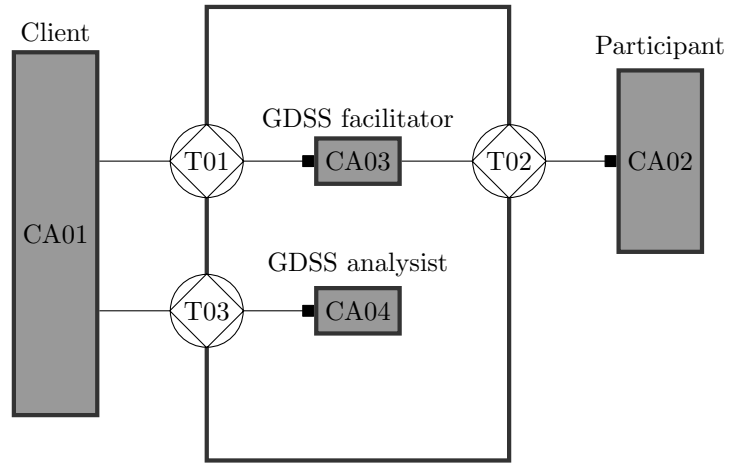 Client
Participant
GDSS facilitator
T01
CA03
T02
CA02
CA01
GDSS analysist
T03
CA04